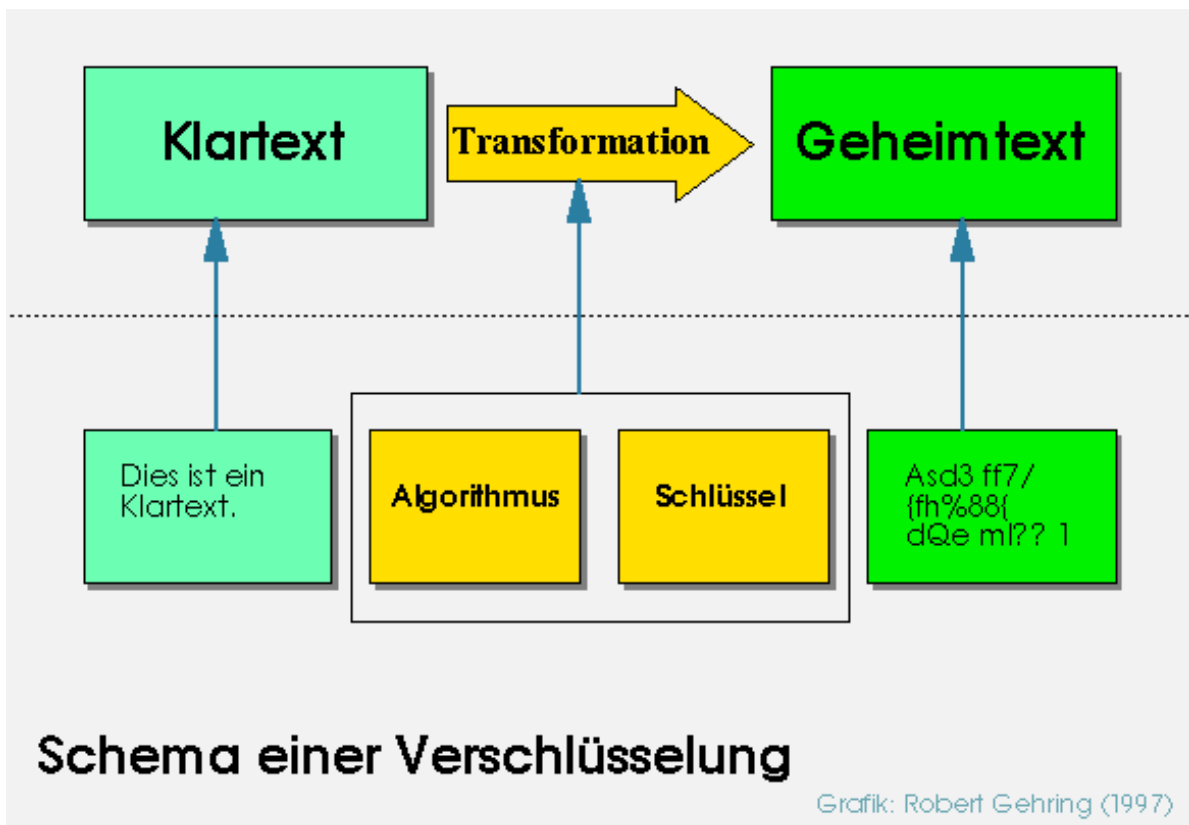 Klartext
Transformation
Geheimtext
Dies ist ein
Klartext.
Algorithmus
Schlüssel
Asd3 ff7/
{fh%88{
dQe ml?? 1
Schema einer Verschlüsselung
Grafik: Robert Gehring (1997)